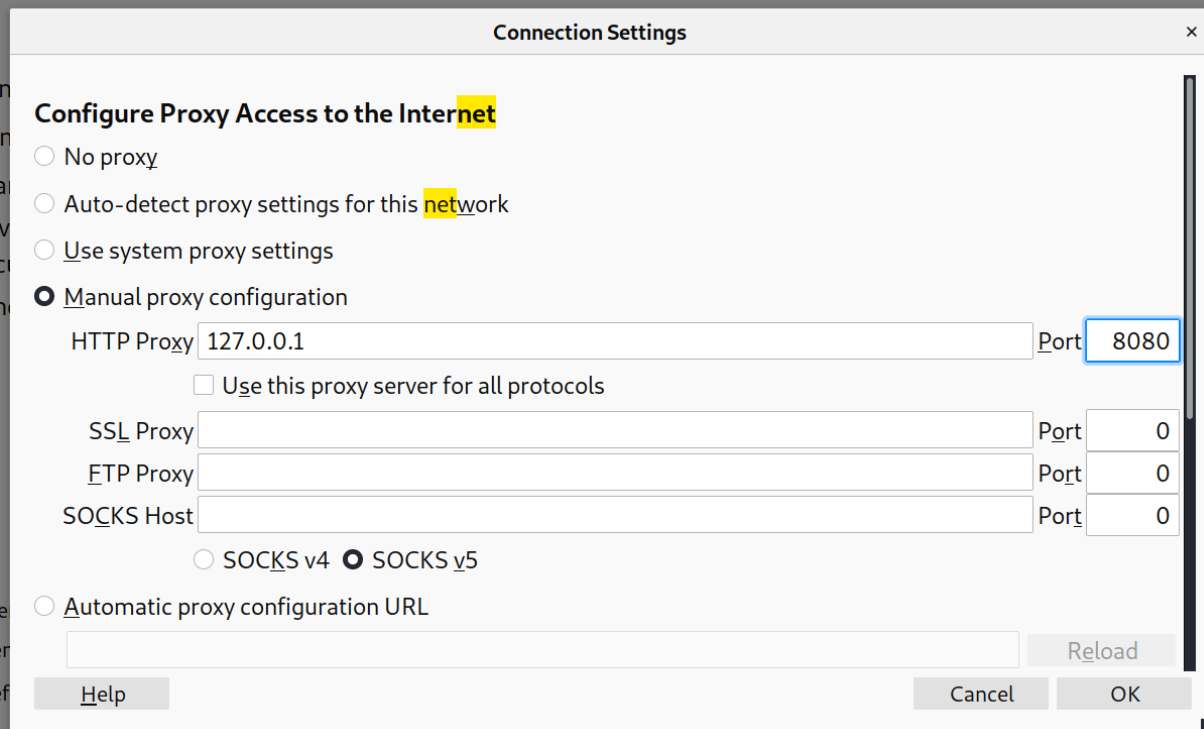 Connection Settings
×
Configure Proxy Access to the Internet
No proxy
Auto-detect proxy settings for this network
Use system proxy settings
Manual proxy configuration
HTTP Proxy 127.0.0.1 Port 8080
Use this proxy server for all protocols
SSL Proxy Port 0
FTP Proxy Port 0
SOCKS Host Port 0
SOCKS v4 SOCKS v5
Automatic proxy configuration URL
Reload
Help Cancel OK